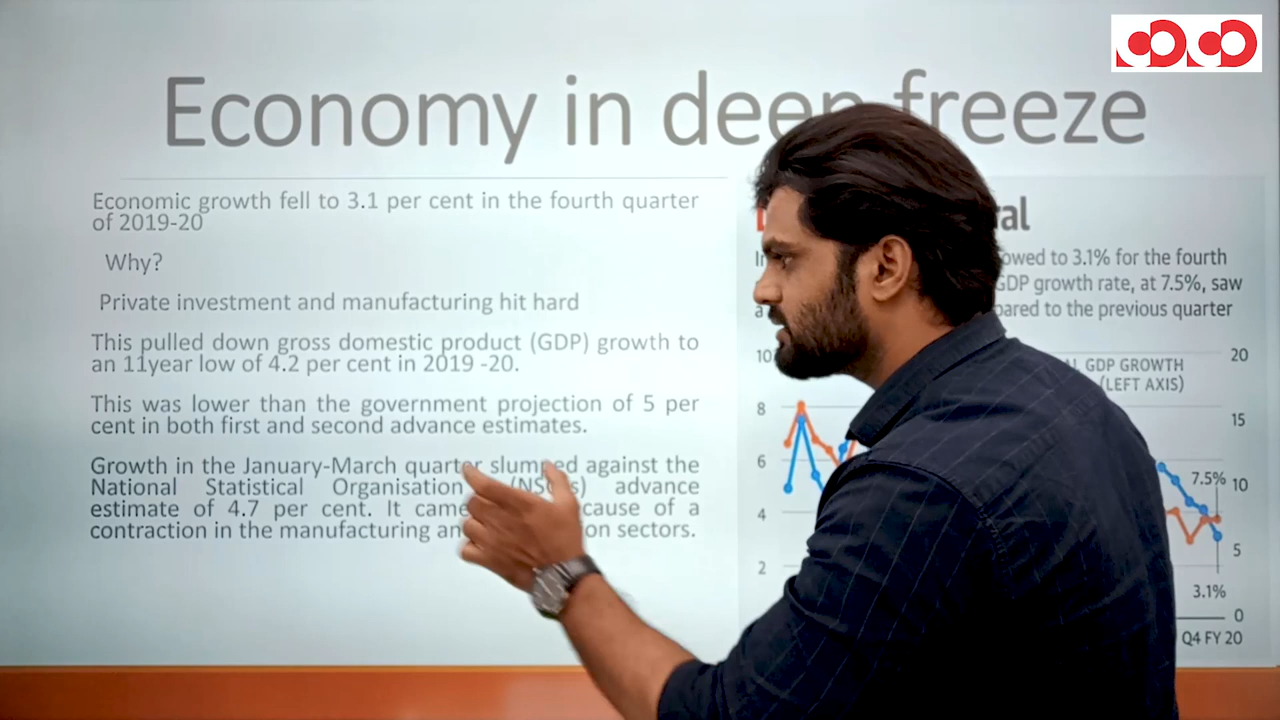 Economy in deep freeze
Economic growth fell to 3.1 per cent in the fourth quarter
of 2019-20
Why?
Private investment and manufacturing hit hard
This pulled down gross domestic product (GDP) growth to
an 11year low of 4.2 per cent in 2019 -20.
This was lower than the government projection of 5 per
cent in both first and second advance estimates.
Growth in the January-March quarter slumped against the
National Statistical Organisation advance
estimate of 4.7 per cent. It came of a
contraction in the manufacturing sectors.
for the fourth
GDP growth rate, at 7.5%, saw
to the previous quarter
10
20
GDP GROWTH
(LEFT AXIS)
8
15
6
7.5%
10
4
5
2
3.1%
0
Q4 FY 20